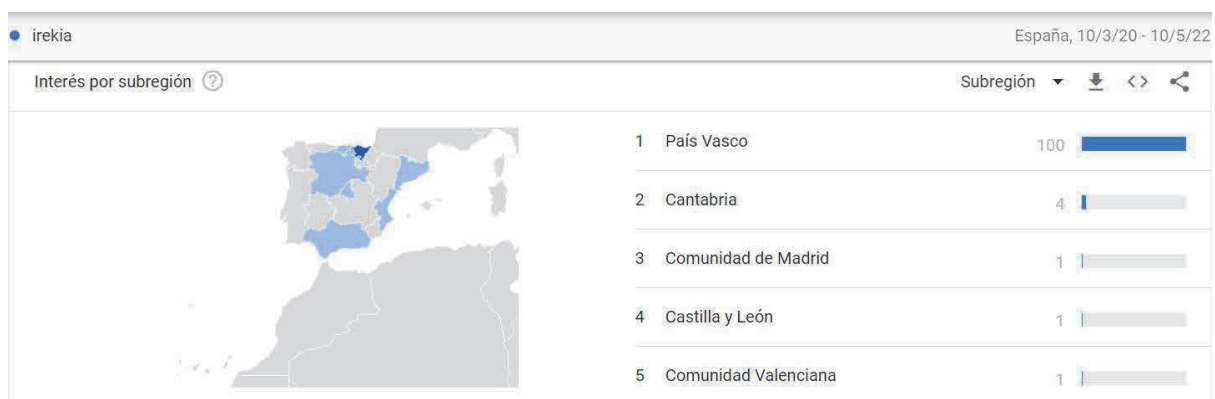 irekia España, 10/3/20 - 10/5/22
Interés por subregión Subregión
1 País Vasco 100
2 Cantabria 4
3 Comunidad de Madrid 1
4 Castilla y León 1
5 Comunidad Valenciana 1